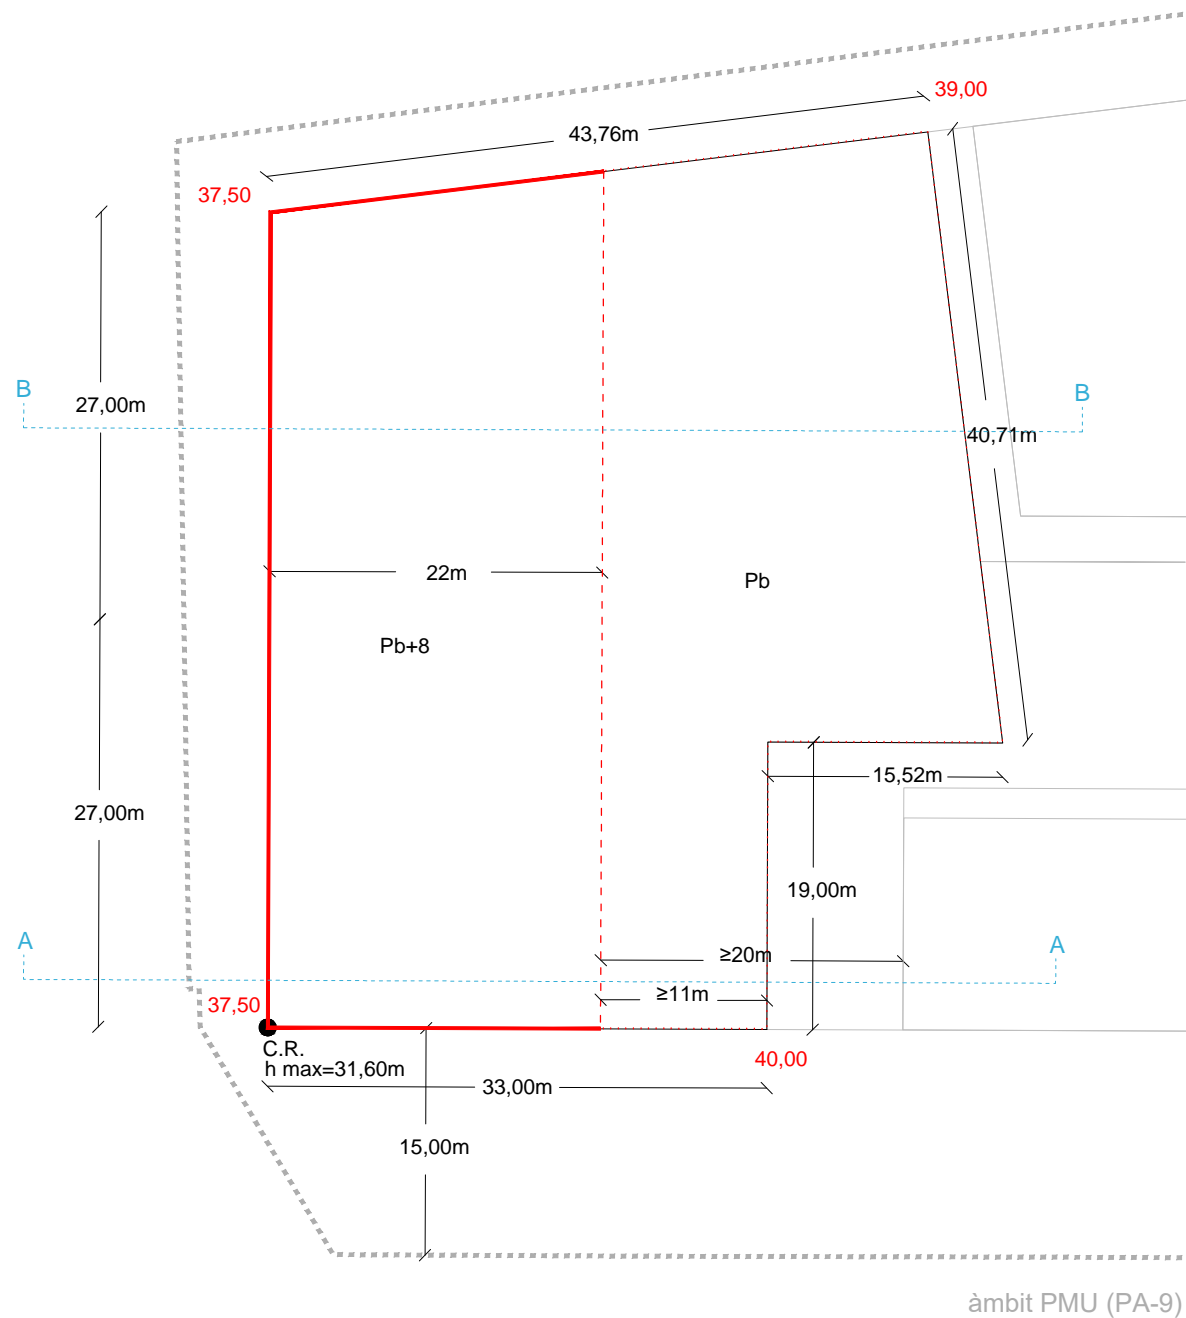 39,00
43,76m
37,50
B
B
27,00m
40,71m
22m
Pb
Pb+8
15,52m
27,00m
19,00m
A
A
≥20m
≥11m
37,50
C.R.
h max=31,60m
40,00
33,00m
15,00m
àmbit PMU (PA-9)